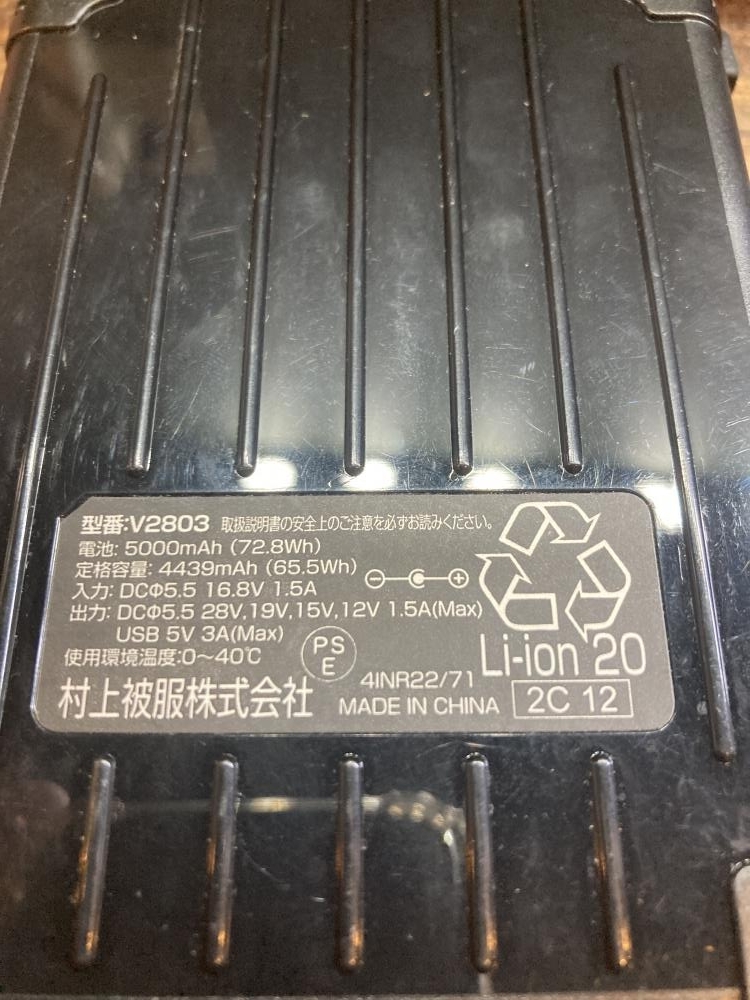 型番:V2803 取扱説明書の安全上のご注意を必ずお読みください。
電池: 5000mAh (72.8Wh)
定格容量: 4439mAh (65.5Wh)
入力: DCΦ5.5 16.8V 1.5A
出力: DCΦ5.5 28V,19V,15V,12V 1.5A(Max)
USB 5V 3A(Max)
使用環境温度:0～40℃
PS
E
Li-ion 20
4INR22/71
村上被服株式会社
MADE IN CHINA
2C 12